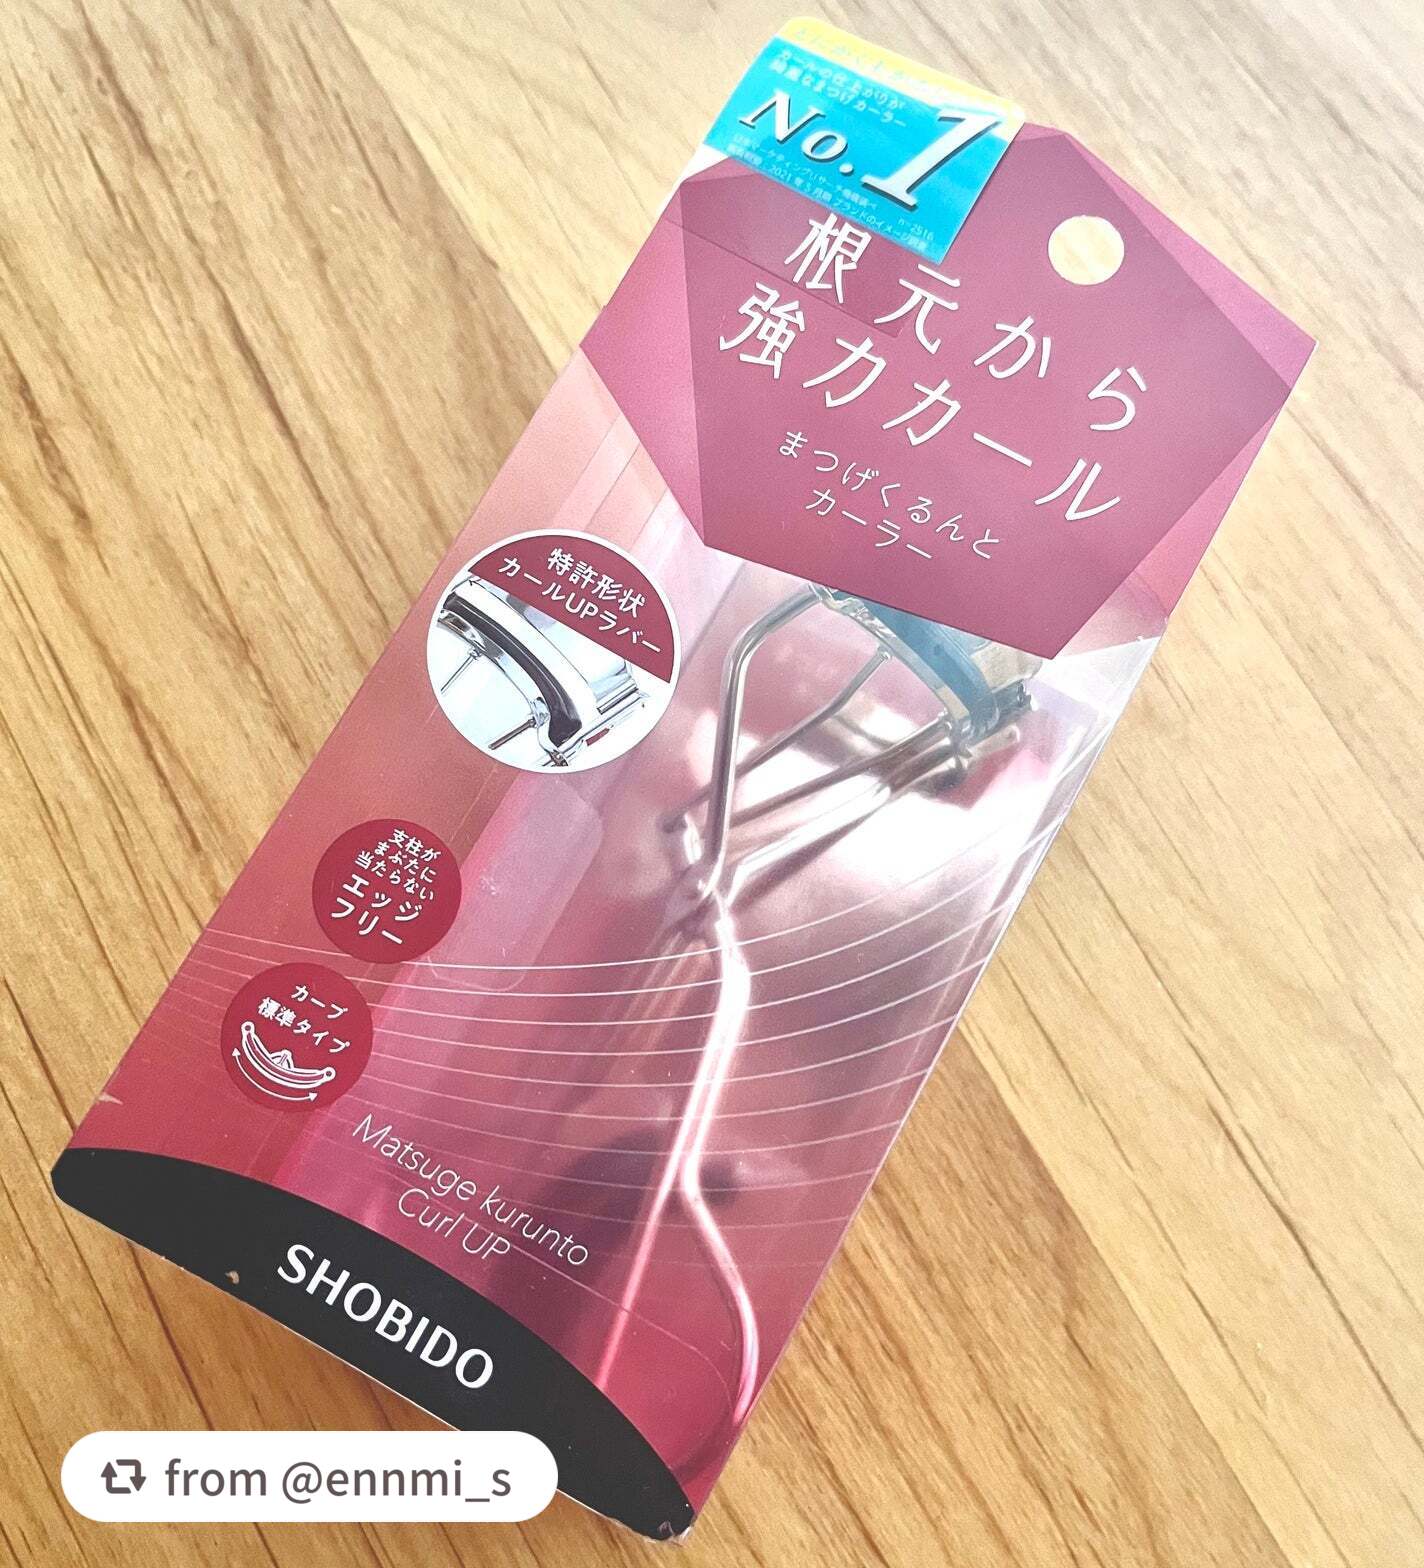 カールの仕上がりが
綺麗なまつげカーラー
No.1
根元から
強力カール
まつげくるんと
カーラー
特許形状
カールUPラバー
支柱が
まぶたに
当たらない
エッジ
フリー
カーブ
標準タイプ
Matsuge kurunto
Curl UP
SHOBIDO
from @ennmi_s